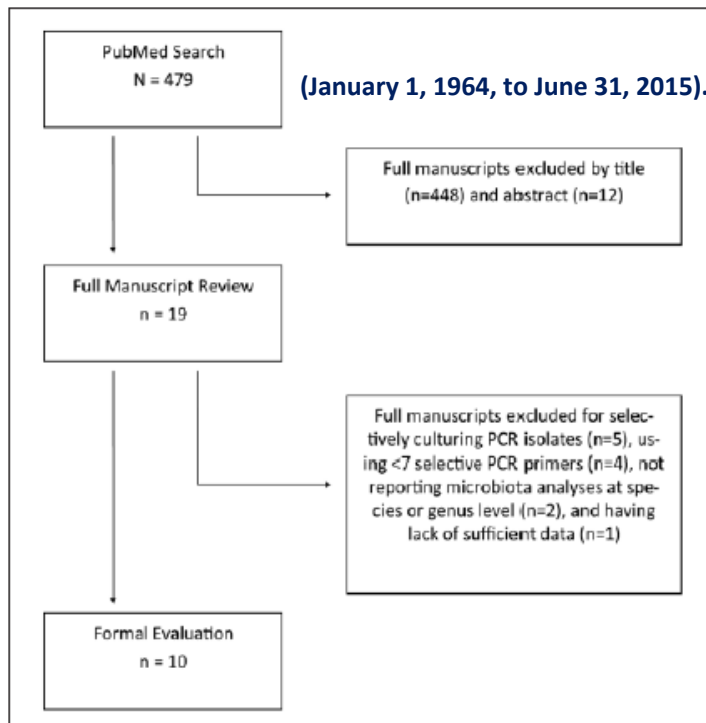 PubMed Search
N = 479
(January 1, 1964, to June 31, 2015).
Full manuscripts excluded by title
(n=448) and abstract (n=12)
Full Manuscript Review
n = 19
Full manuscripts excluded for selec-
tively culturing PCR isolates (n=5), us-
ing <7 selective PCR primers (n=4), not
reporting microbiota analyses at spe-
cies or genus level (n=2), and having
lack of sufficient data (n=1)
Formal Evaluation
n = 10